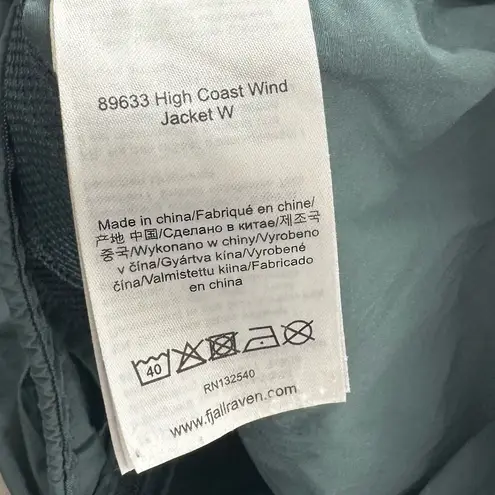 89633 High Coast Wind
Jacket W
Made in china/Fabriqué en chine/
产地 中国/Сделано в китае/제조국
중국/Wykonano w chiny/Vyrobeno
v čína/Gyártva kína/Vyrobené
čína/Valmistettu kiina/Fabricado
en china
40
RN132540
www.fjallraven.com